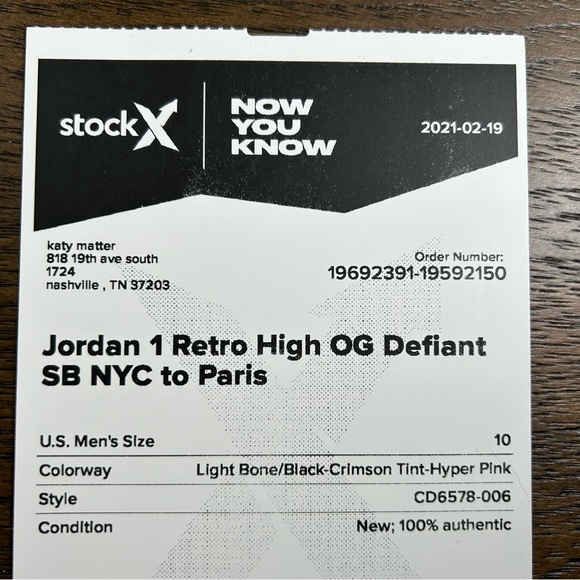 stockX
NOW
YOU
KNOW
2021-02-19
katy matter
818 19th ave south
1724
nashville , TN 37203
Order Number:
19692391-19592150
Jordan 1 Retro High OG Defiant
SB NYC to Paris
U.S. Men's Size 10
Colorway Light Bone/Black-Crimson Tint-Hyper Pink
Style CD6578-006
Condition New; 100% authentic